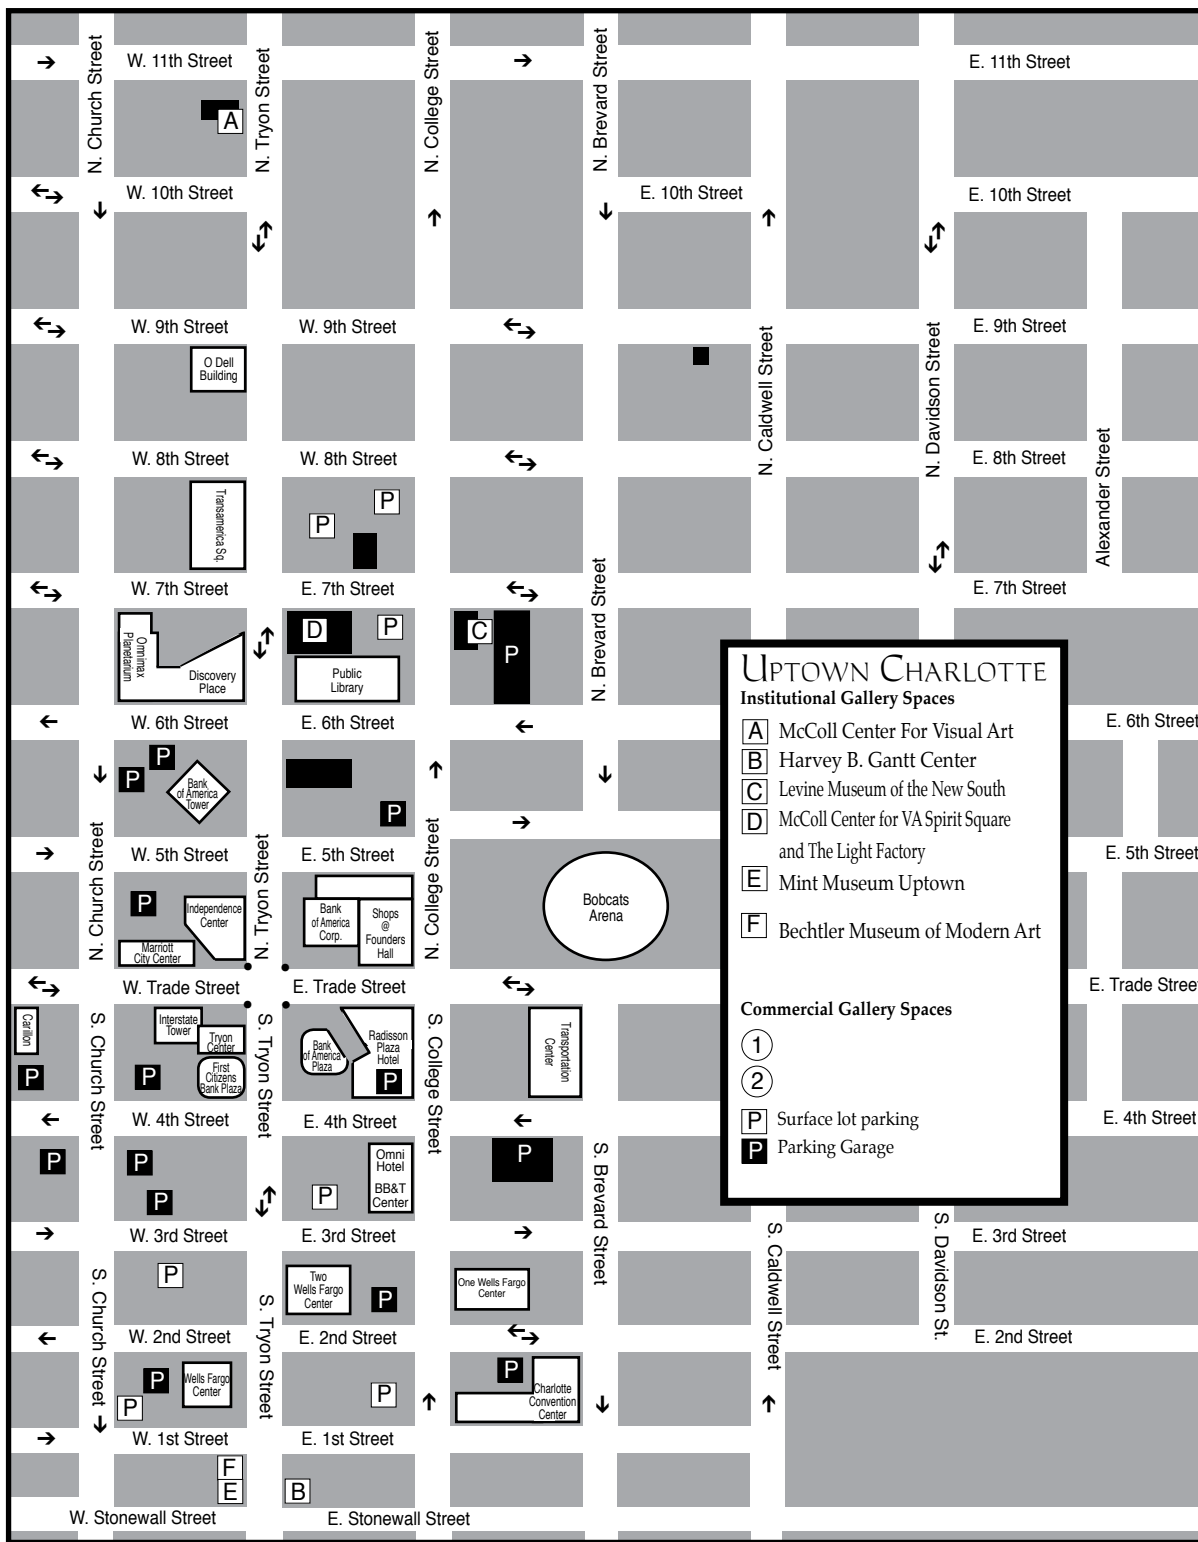 W. 11th Street
E. 11th Street
N. Church Street
N. Tryon Street
N. College Street
N. Brevard Street
A
W. 10th Street
E. 10th Street
E. 10th Street
W. 9th Street
W. 9th Street
E. 9th Street
N. Caldwell Street
N. Davidson Street
O Dell
Building
W. 8th Street
W. 8th Street
E. 8th Street
Alexander Street
Transamerica Sq.
P
P
W. 7th Street
E. 7th Street
E. 7th Street
N. Brevard Street
Omnimax
Planetarium
Discovery
Place
D
P
Public
Library
C
P
W. 6th Street
E. 6th Street
E. 6th Street
P
P
Bank
of America
Tower
P
N. Church Street
N. Tryon Street
N. College Street
W. 5th Street
E. 5th Street
E. 5th Street
P
Independence
Center
Marriott
City Center
Bank
of America
Corp.
Shops
@
Founders
Hall
Bobcats
Arena
W. Trade Street
E. Trade Street
E. Trade Street
Carillon
P
S. Church Street
Interstate
Tower
Tryon
Center
First
Citizens
Bank Plaza
P
S. Tryon Street
Bank
of America
Plaza
Radisson
Plaza
Hotel
P
S. College Street
Transportation
Center
W. 4th Street
E. 4th Street
E. 4th Street
P
P
P
P
Omni
Hotel
BB&T
Center
P
S. Brevard Street
W. 3rd Street
E. 3rd Street
E. 3rd Street
S. Caldwell Street
S. Davidson St.
S. Church Street
P
S. Tryon Street
Two
Wells Fargo
Center
P
One Wells Fargo
Center
W. 2nd Street
E. 2nd Street
E. 2nd Street
P
P
Wells Fargo
Center
P
P
Charlotte
Convention
Center
W. 1st Street
E. 1st Street
F
E
B
W. Stonewall Street
E. Stonewall Street
UPTOWN CHARLOTTE
Institutional Gallery Spaces
A McColl Center For Visual Art
B Harvey B. Gantt Center
C Levine Museum of the New South
D McColl Center for VA Spirit Square
and The Light Factory
E Mint Museum Uptown
F Bechtler Museum of Modern Art
Commercial Gallery Spaces
1
2
P Surface lot parking
P Parking Garage